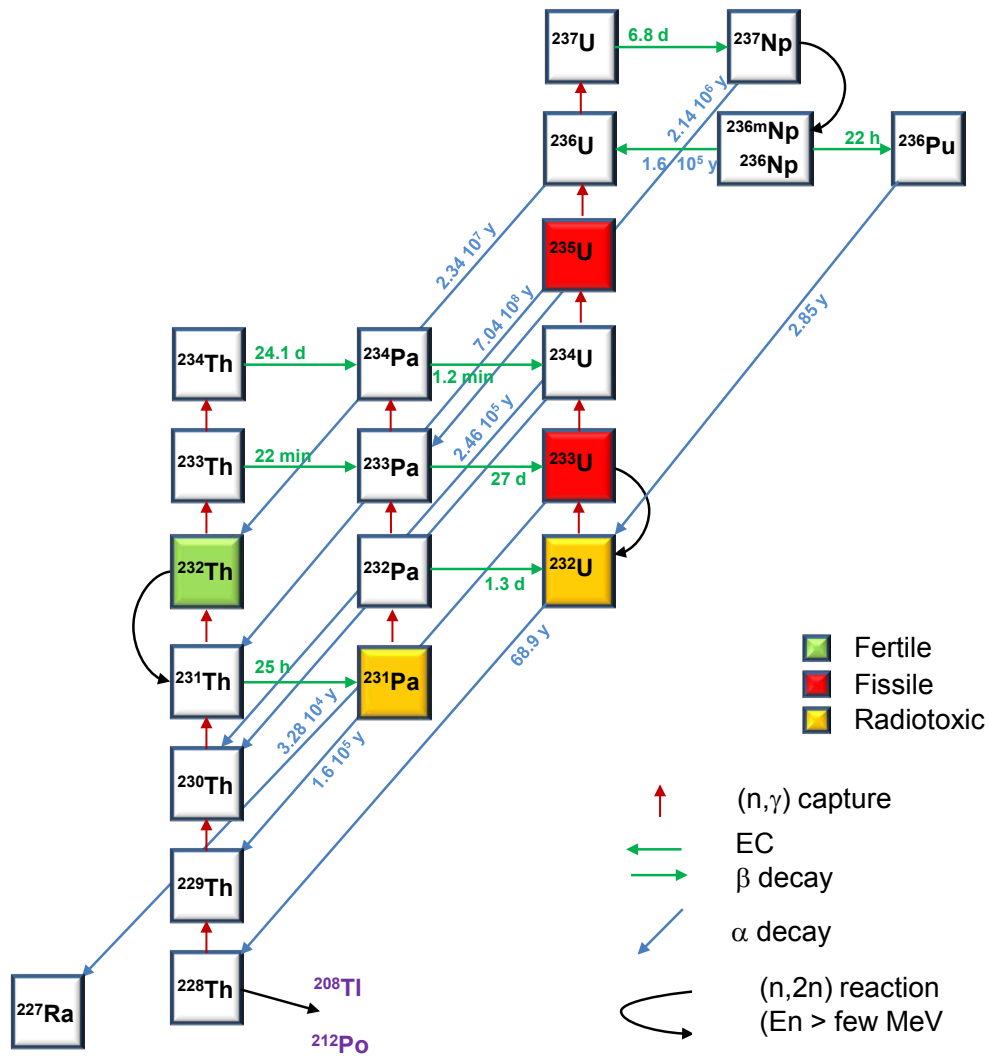 ²³⁷U 6.8 d ²³⁷Np
2.14 10⁶ y
²³⁶U ²³⁶ᵐNp 22 h ²³⁶Pu
1.6 10⁵ y ²³⁶Np
²³⁵U
2.34 10⁷ y
7.04 10⁸ y
2.85 y
²³⁴Th 24.1 d ²³⁴Pa 1.2 min ²³⁴U
2.46 10⁵ y
²³³Th 22 min ²³³Pa 27 d ²³³U
²³²Th ²³²Pa 1.3 d ²³²U
68.9 y
²³¹Th 25 h ²³¹Pa
3.28 10⁴ y
1.6 10⁵ y
²³⁰Th
²²⁹Th
²²⁸Th
²²⁷Ra
²⁰⁸Tl
²¹²Po
Fertile
Fissile
Radiotoxic
(n,γ) capture
EC
β decay
α decay
(n,2n) reaction
(En > few MeV